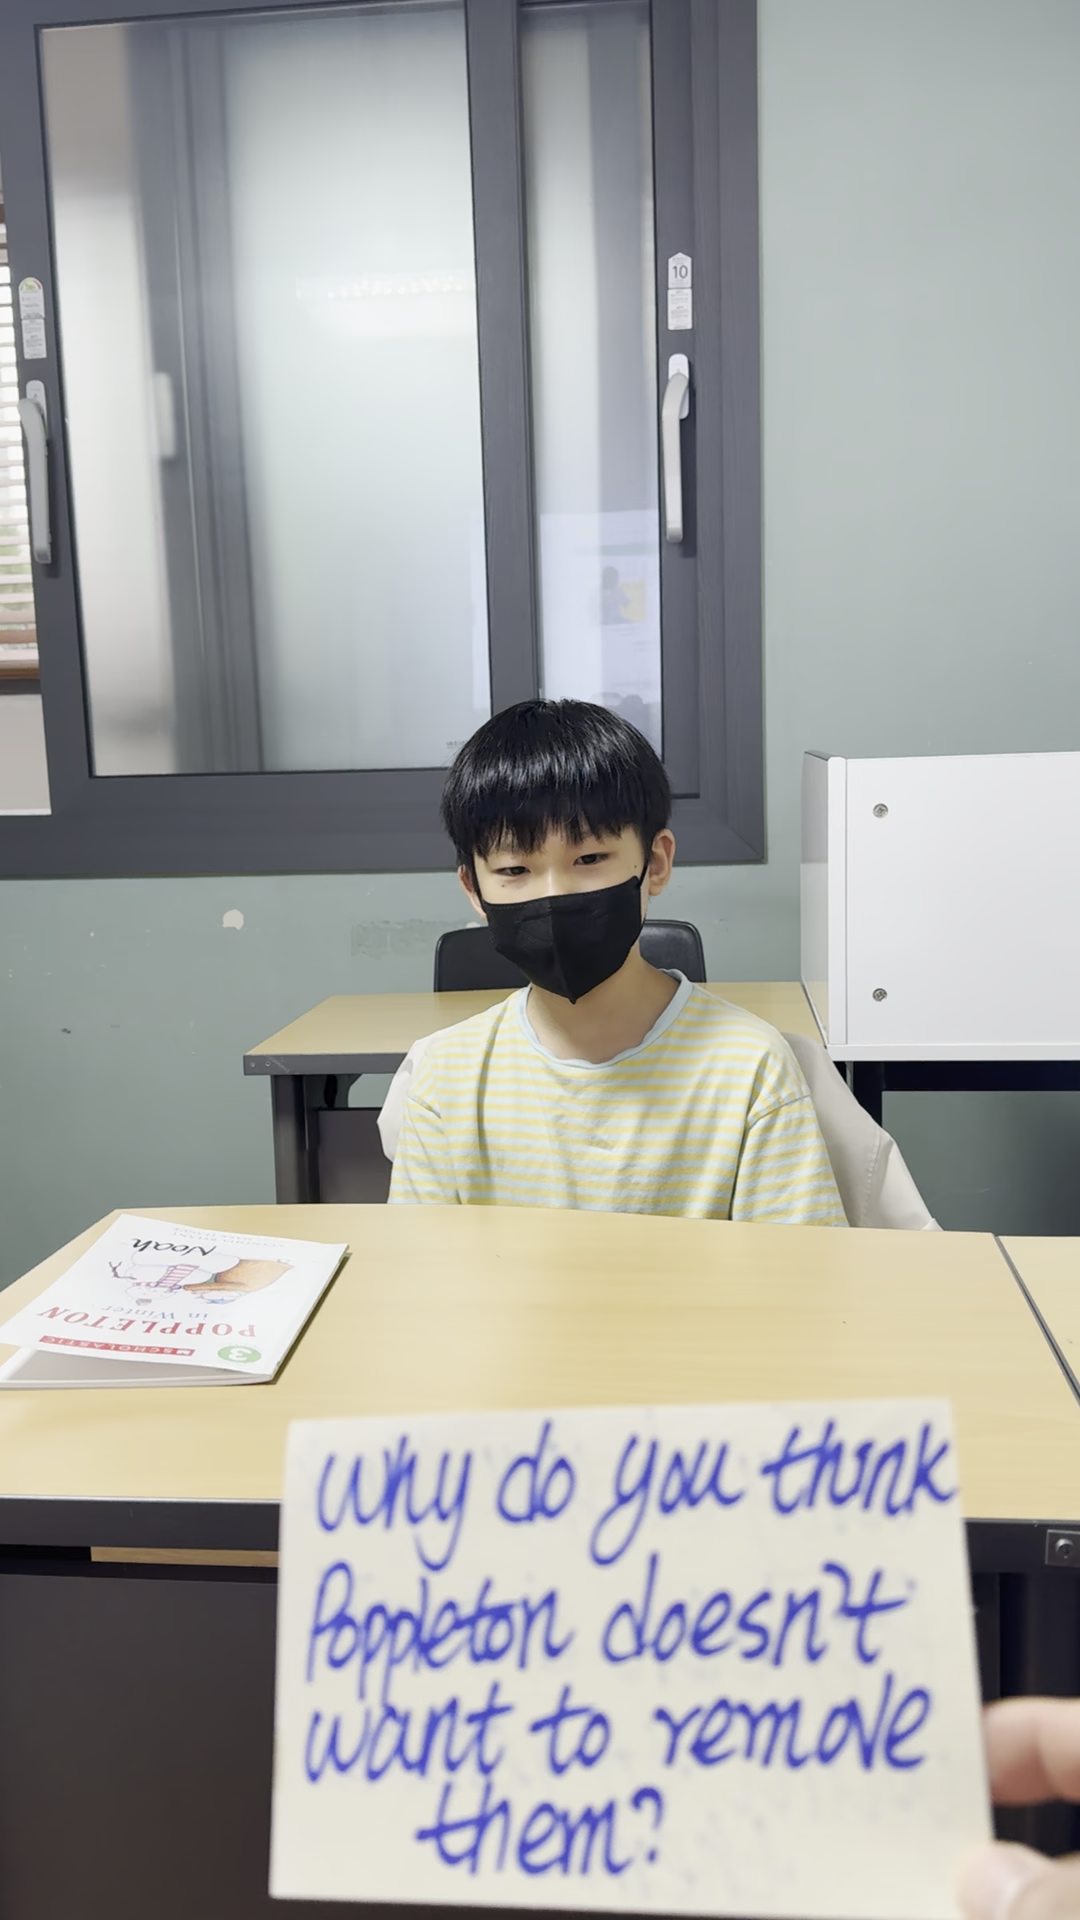 10
Noah
POPPLETON
in Winter
SCHOLASTIC
3
Why do you think
Poppleton doesn't
want to remove
them?